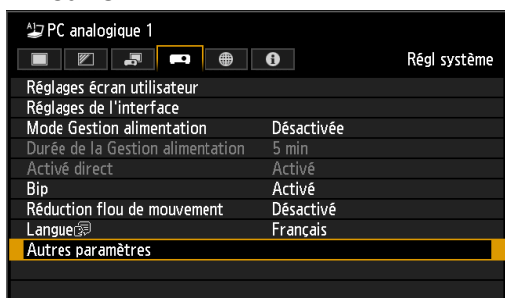 PC analogique 1
Régl système
Réglages écran utilisateur
Réglages de l'interface
Mode Gestion alimentation Désactivée
Durée de la Gestion alimentation 5 min
Activé direct Activé
Bip Activé
Réduction flou de mouvement Désactivé
Langue Français
Autres paramètres